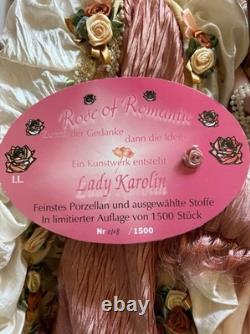 Rose of Romantic
der Gedanke dann die Idee
Ein Kunstwerk entsteht
Lady Karolin
I.L.
Feinstes Porzellan und ausgewählte Stoffe
In limitierter Auflage von 1500 Stück
Nr /1500